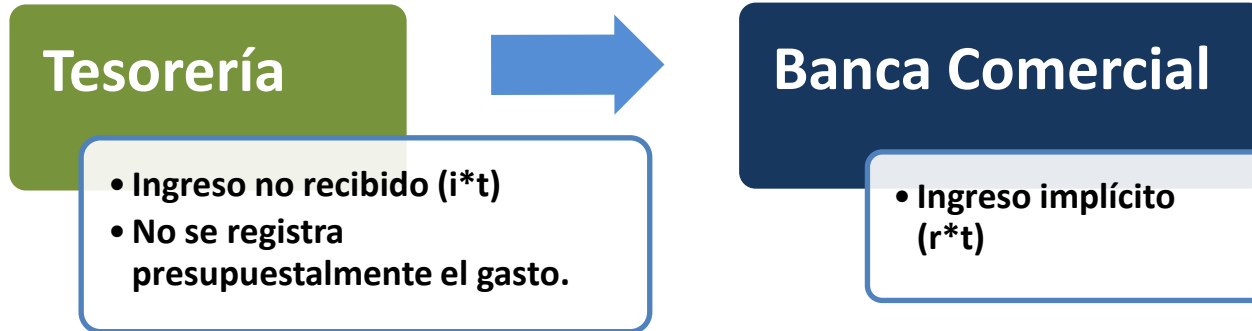 Tesorería
• Ingreso no recibido (i*t)
• No se registra
presupuestalmente el gasto.
Banca Comercial
• Ingreso implícito
(r*t)